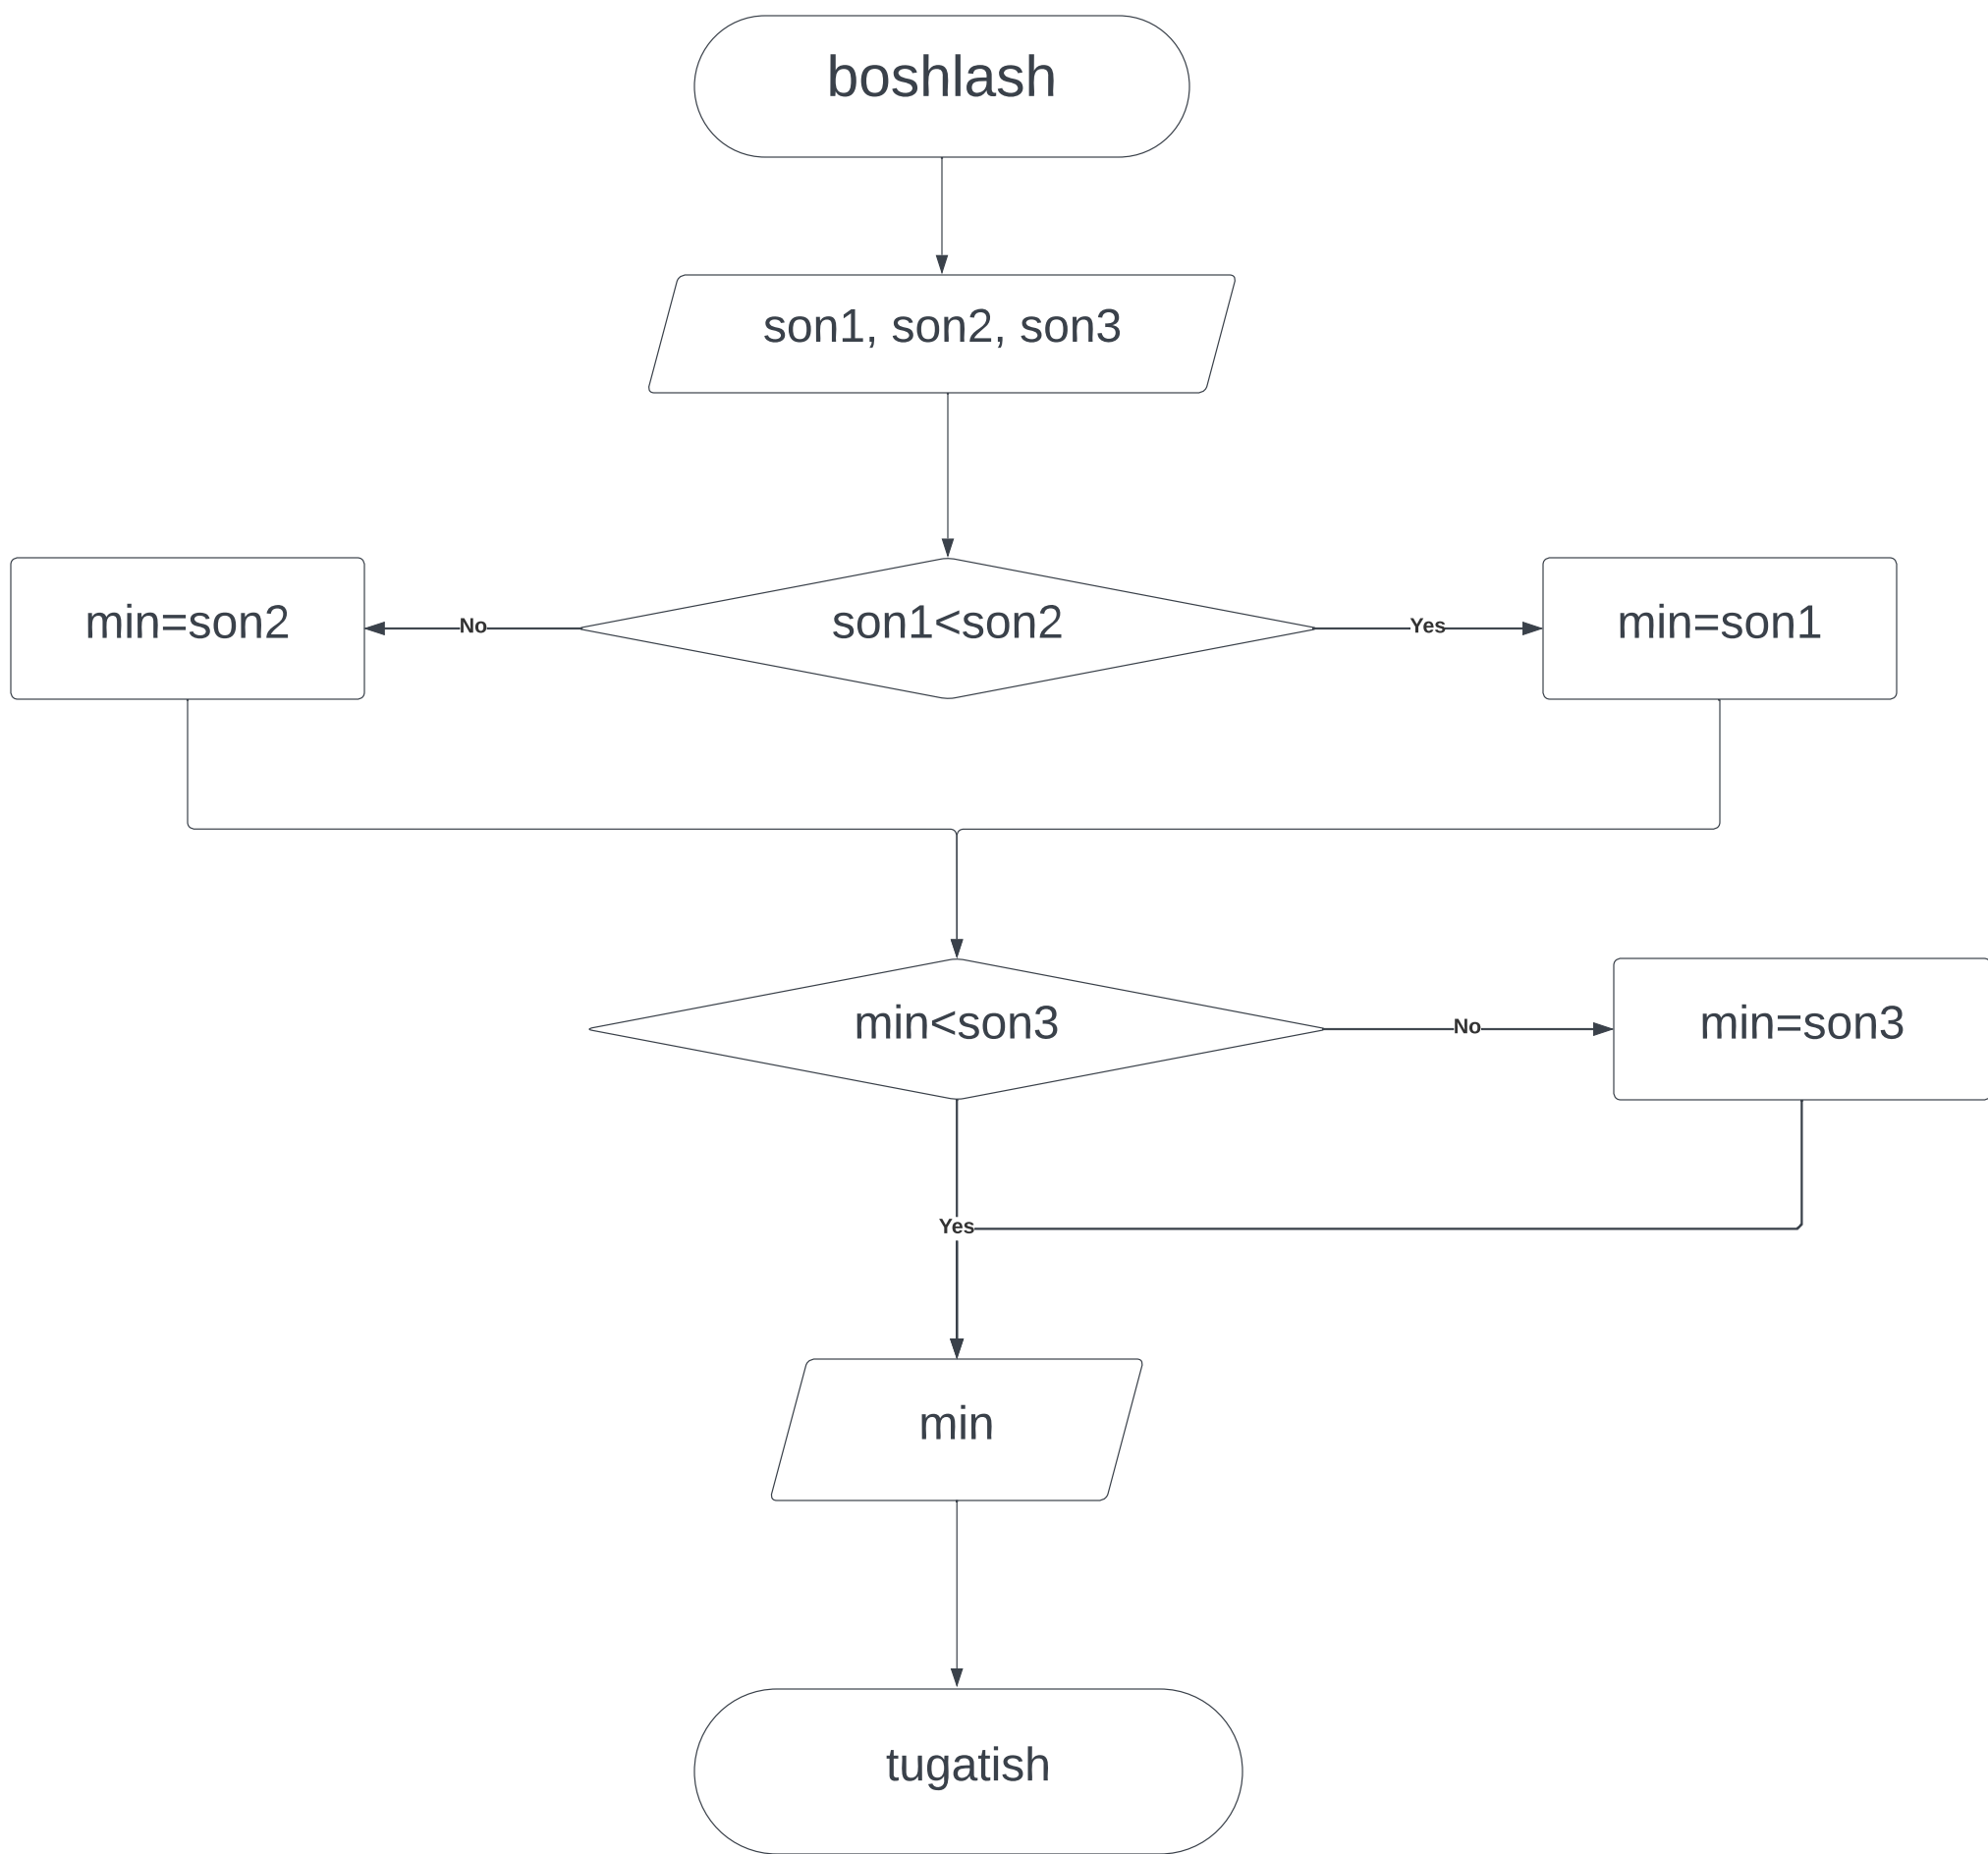 boshlash
son1, son2, son3
min=son2
No
son1<son2
Yes
min=son1
min<son3
No
min=son3
Yes
min
tugatish